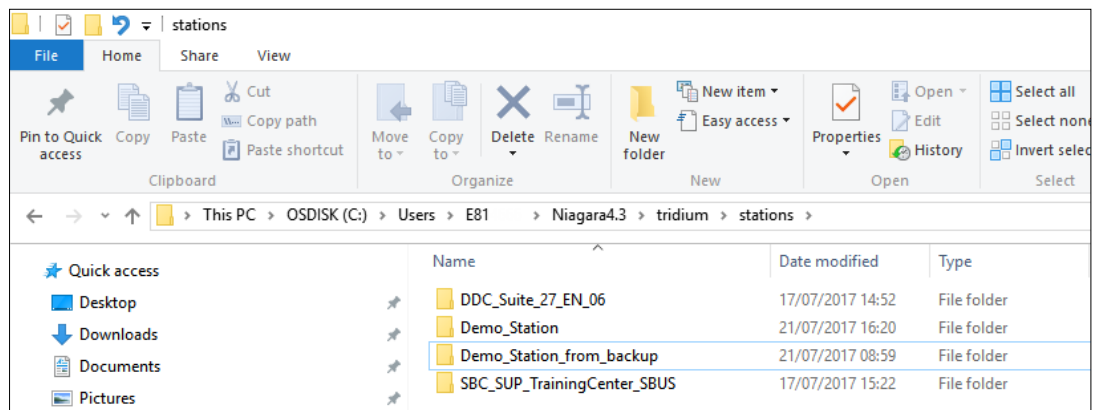 stations
File Home Share View
Pin to Quick access
Copy
Paste
Cut
Copy path
Paste shortcut
Clipboard
Move to
Copy to
Delete
Rename
Organize
New folder
New item
Easy access
New
Properties
Open
Edit
History
Open
Select all
Select none
Invert selec
Select
This PC > OSDISK (C:) > Users > E81 > Niagara4.3 > tridium > stations >
Quick access
Desktop
Downloads
Documents
Pictures
Name Date modified Type
DDC_Suite_27_EN_06 17/07/2017 14:52 File folder
Demo_Station 21/07/2017 16:20 File folder
Demo_Station_from_backup 21/07/2017 08:59 File folder
SBC_SUP_TrainingCenter_SBUS 17/07/2017 15:22 File folder